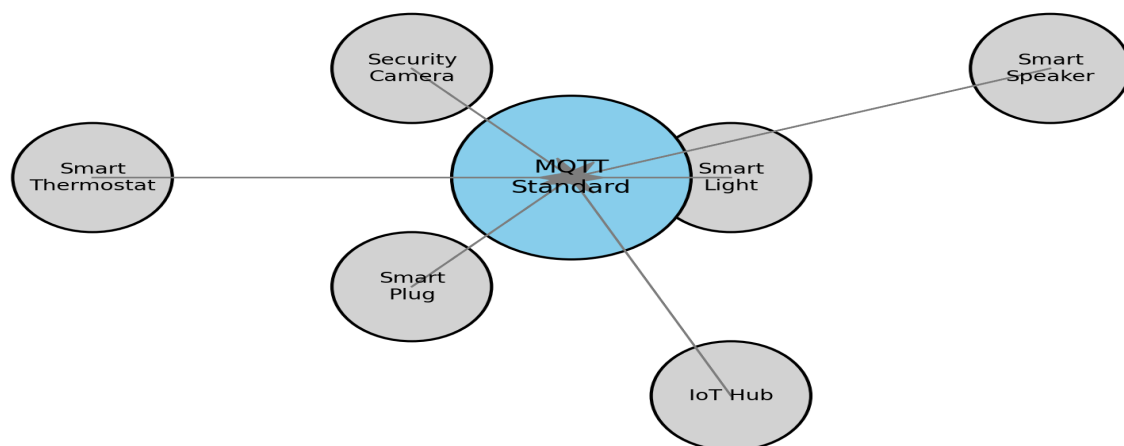 Security
Camera
Smart
Speaker
Smart
Thermostat
MQTT
Standard
Smart
Light
Smart
Plug
IoT Hub